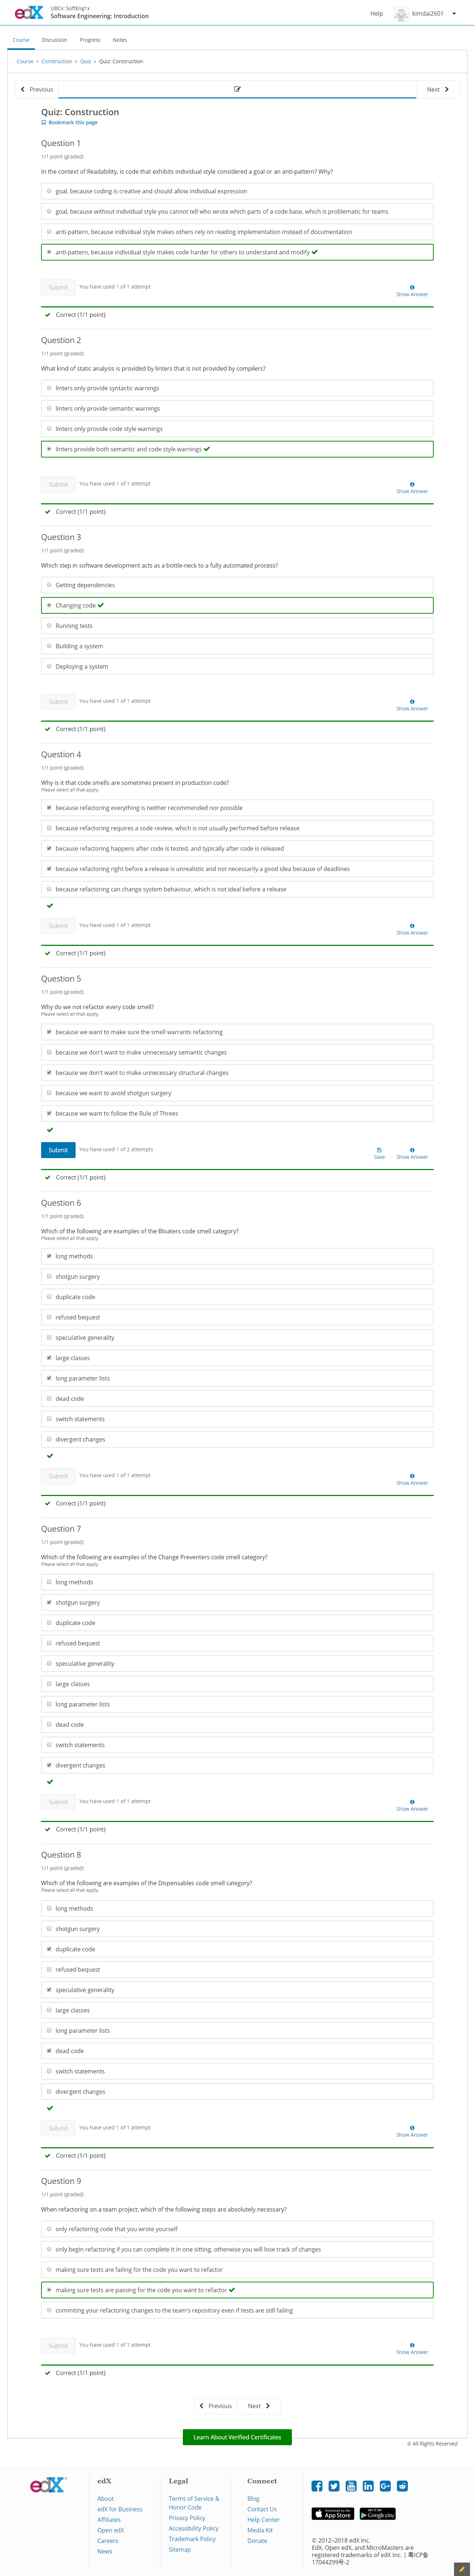 edX
UBCx: SoftEng1x
Software Engineering: Introduction
Help
kimdai2601
Course
Discussion
Progress
Notes
Course > Construction > Quiz > Quiz: Construction
Previous
Next
Quiz: Construction
Bookmark this page
Question 1
1/1 point (graded)
In the context of Readability, is code that exhibits individual style considered a goal or an anti-pattern? Why?
goal, because coding is creative and should allow individual expression
goal, because without individual style you cannot tell who wrote which parts of a code base, which is problematic for teams
anti-pattern, because individual style makes others rely on reading implementation instead of documentation
anti-pattern, because individual style makes code harder for others to understand and modify
Submit
You have used 1 of 1 attempt
Show Answer
Correct (1/1 point)
Question 2
1/1 point (graded)
What kind of static analysis is provided by linters that is not provided by compilers?
linters only provide syntactic warnings
linters only provide semantic warnings
linters only provide code style warnings
linters provide both semantic and code style warnings
Submit
You have used 1 of 1 attempt
Show Answer
Correct (1/1 point)
Question 3
1/1 point (graded)
Which step in software development acts as a bottle-neck to a fully automated process?
Getting dependencies
Changing code
Running tests
Building a system
Deploying a system
Submit
You have used 1 of 1 attempt
Show Answer
Correct (1/1 point)
Question 4
1/1 point (graded)
Why is it that code smells are sometimes present in production code?
Please select all that apply.
because refactoring everything is neither recommended nor possible
because refactoring requires a code review, which is not usually performed before release
because refactoring happens after code is tested, and typically after code is released
because refactoring right before a release is unrealistic and not necessarily a good idea because of deadlines
because refactoring can change system behaviour, which is not ideal before a release
Submit
You have used 1 of 1 attempt
Show Answer
Correct (1/1 point)
Question 5
1/1 point (graded)
Why do we not refactor every code smell?
Please select all that apply.
because we want to make sure the smell warrants refactoring
because we don't want to make unnecessary semantic changes
because we don't want to make unnecessary structural changes
because we want to avoid shotgun surgery
because we want to follow the Rule of Threes
Submit
You have used 1 of 2 attempts
Save
Show Answer
Correct (1/1 point)
Question 6
1/1 point (graded)
Which of the following are examples of the Bloaters code smell category?
Please select all that apply.
long methods
shotgun surgery
duplicate code
refused bequest
speculative generality
large classes
long parameter lists
dead code
switch statements
divergent changes
Submit
You have used 1 of 1 attempt
Show Answer
Correct (1/1 point)
Question 7
1/1 point (graded)
Which of the following are examples of the Change Preventers code smell category?
Please select all that apply.
long methods
shotgun surgery
duplicate code
refused bequest
speculative generality
large classes
long parameter lists
dead code
switch statements
divergent changes
Submit
You have used 1 of 1 attempt
Show Answer
Correct (1/1 point)
Question 8
1/1 point (graded)
Which of the following are examples of the Dispensables code smell category?
Please select all that apply.
long methods
shotgun surgery
duplicate code
refused bequest
speculative generality
large classes
long parameter lists
dead code
switch statements
divergent changes
Submit
You have used 1 of 1 attempt
Show Answer
Correct (1/1 point)
Question 9
1/1 point (graded)
When refactoring on a team project, which of the following steps are absolutely necessary?
only refactoring code that you wrote yourself
only begin refactoring if you can complete it in one sitting, otherwise you will lose track of changes
making sure tests are failing for the code you want to refactor
making sure tests are passing for the code you want to refactor
commiting your refactoring changes to the team's repository even if tests are still failing
Submit
You have used 1 of 1 attempt
Show Answer
Correct (1/1 point)
Previous
Next
Learn About Verified Certificates
© All Rights Reserved
edX
edX
About
edX for Business
Affiliates
Open edX
Careers
News
Legal
Terms of Service &
Honor Code
Privacy Policy
Accessibility Policy
Trademark Policy
Sitemap
Connect
Blog
Contact Us
Help Center
Media Kit
Donate
Download on the
App Store
GET IT ON
Google play
© 2012–2018 edX Inc.
EdX, Open edX, and MicroMasters are
registered trademarks of edX Inc. | 粤ICP备
17044299号-2